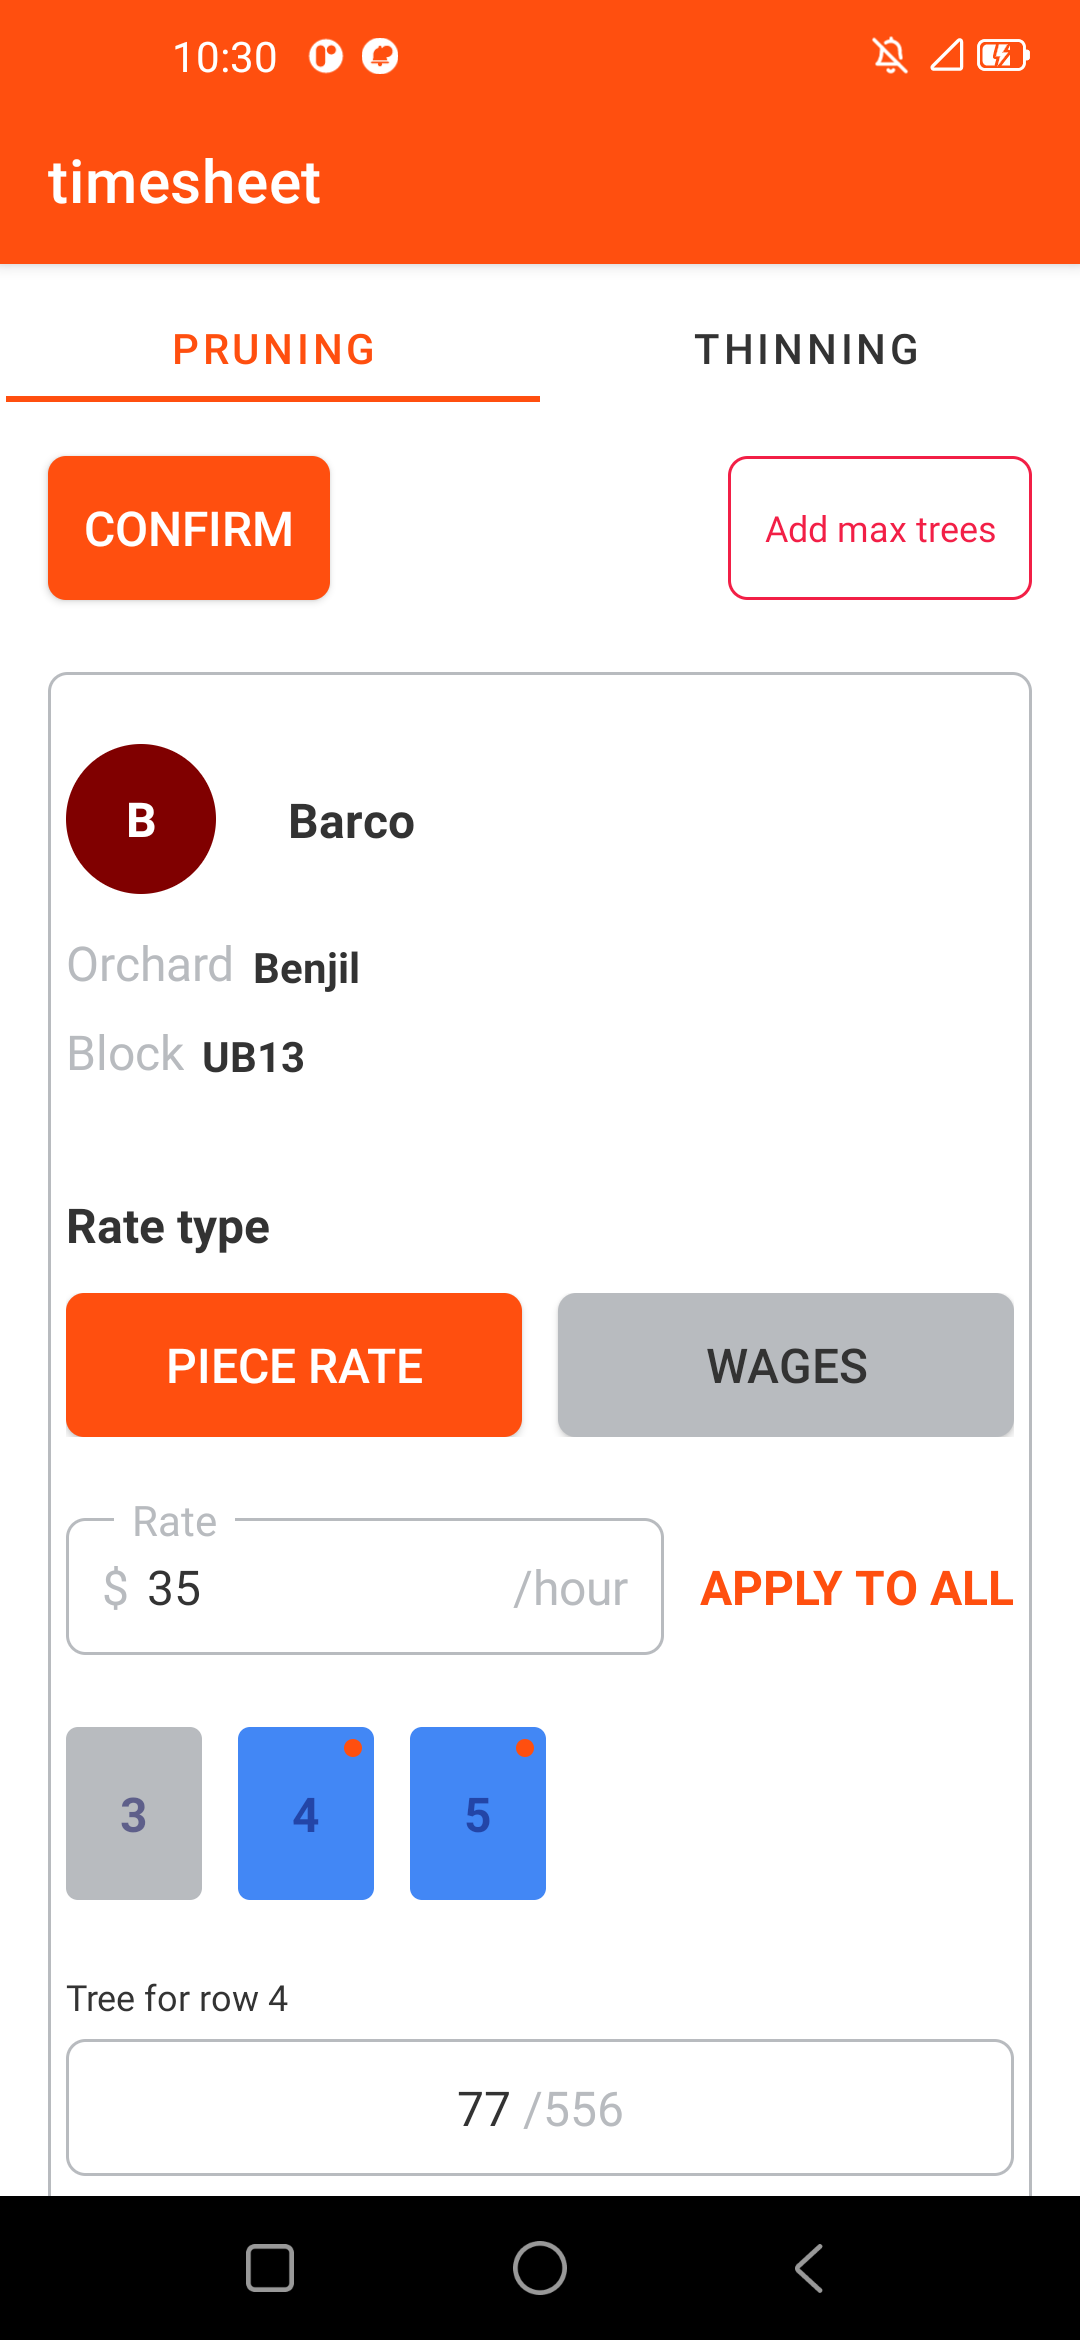 10:30
timesheet
PRUNING THINNING
CONFIRM Add max trees
B Barco
Orchard Benjil
Block UB13
Rate type
PIECE RATE WAGES
Rate
$ 35 /hour APPLY TO ALL
3 4 5
Tree for row 4
77 /556